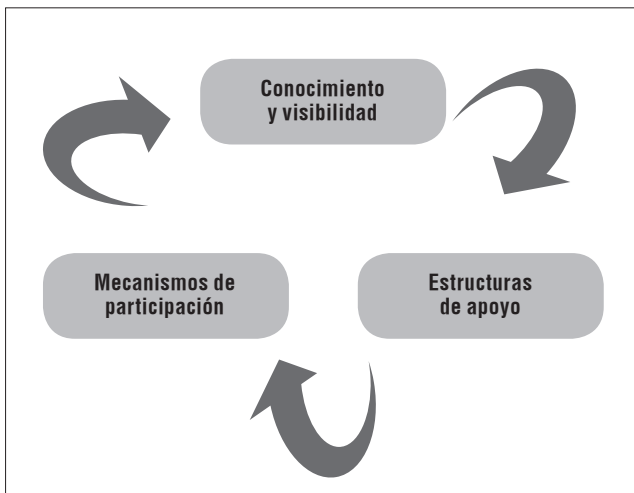 Conocimiento
y visibilidad
Mecanismos de
participación
Estructuras
de apoyo